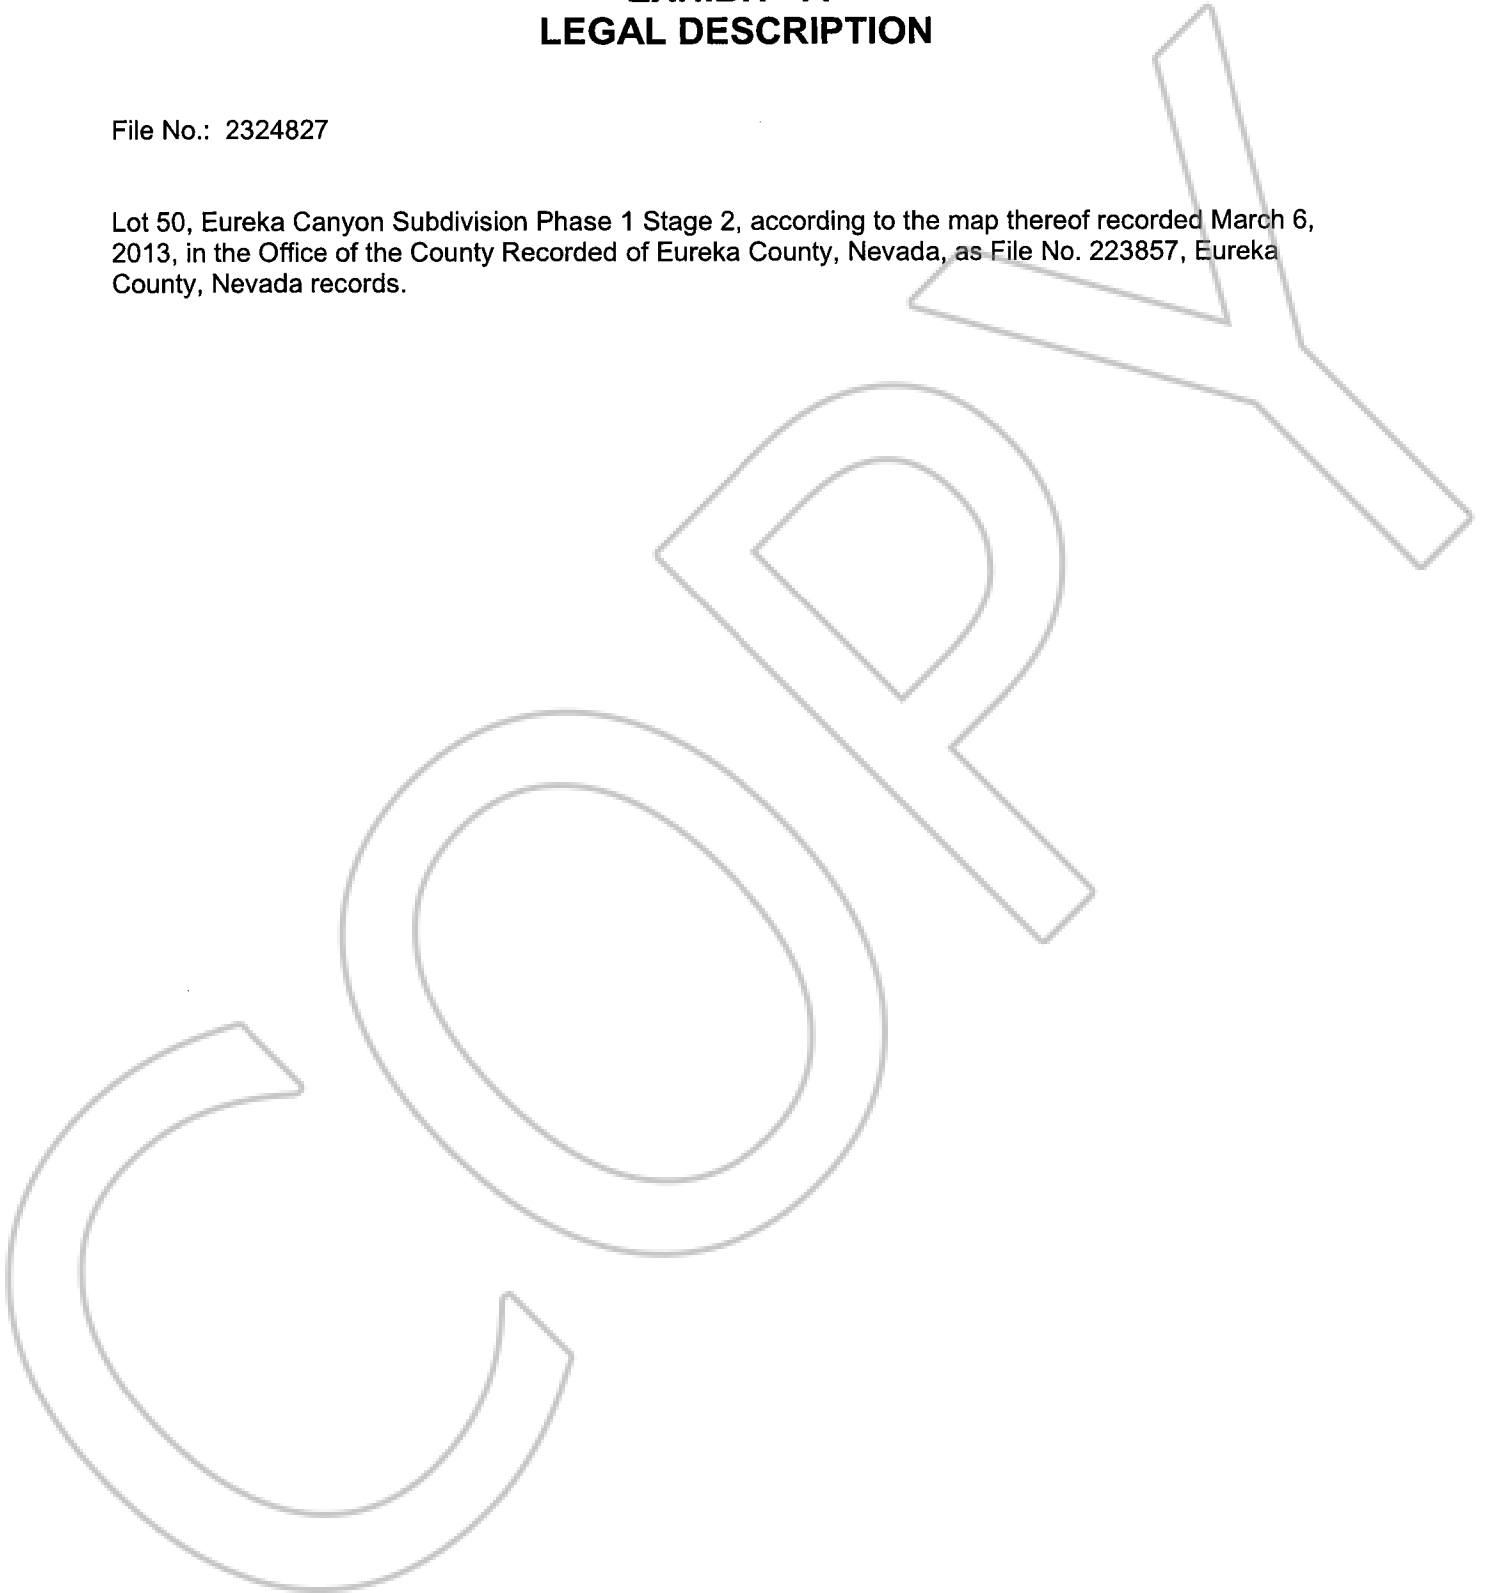 LEGAL DESCRIPTION
File No.: 2324827
Lot 50, Eureka Canyon Subdivision Phase 1 Stage 2, according to the map thereof recorded March 6,
2013, in the Office of the County Recorded of Eureka County, Nevada, as File No. 223857, Eureka
County, Nevada records.
COPY